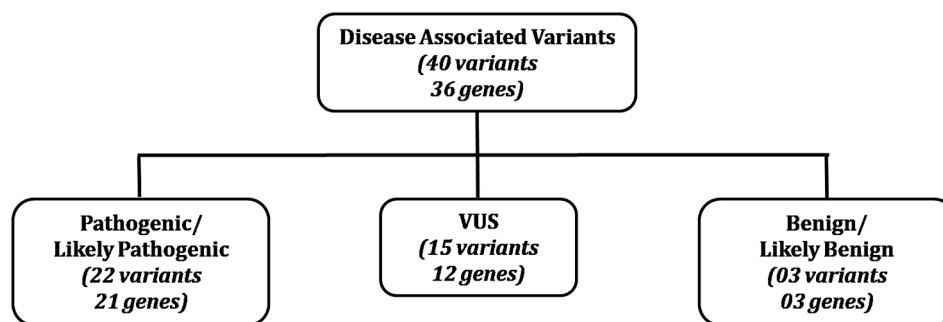 Disease Associated Variants
(40 variants
36 genes)
Pathogenic/
Likely Pathogenic
(22 variants
21 genes)
VUS
(15 variants
12 genes)
Benign/
Likely Benign
(03 variants
03 genes)